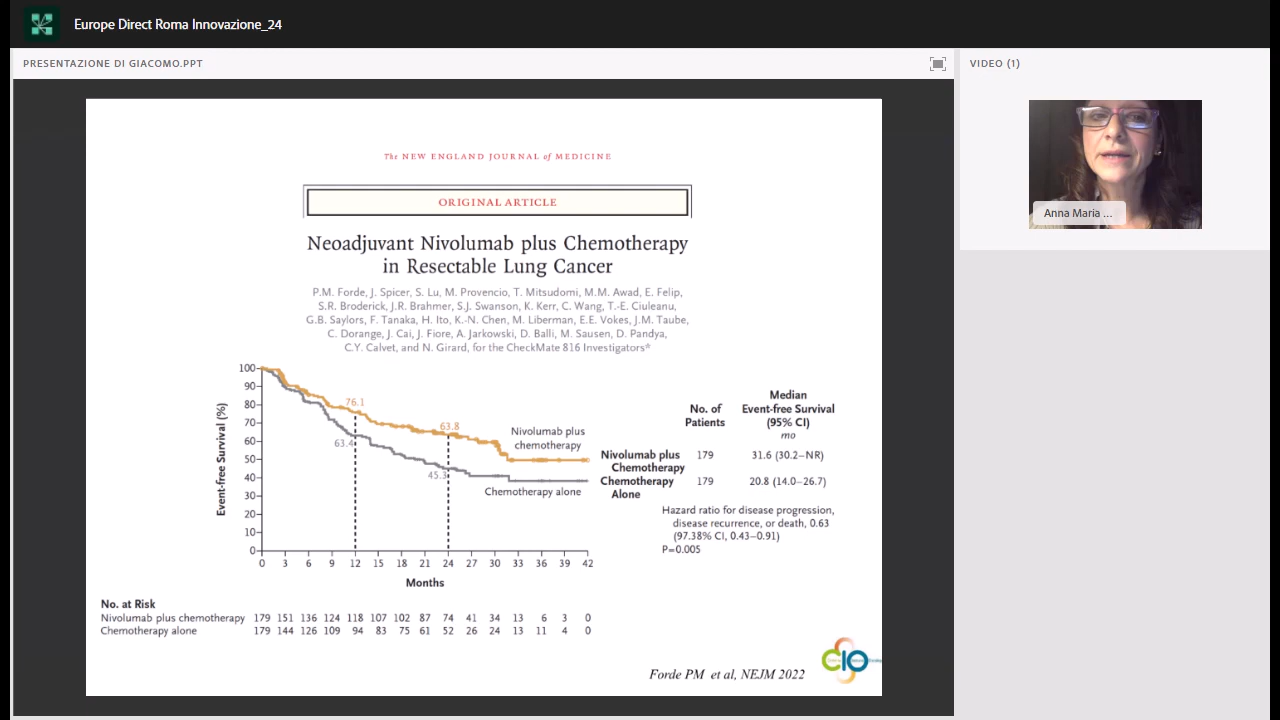 Europe Direct Roma Innovazione_24
PRESENTAZIONE DI GIACOMO.PPT
VIDEO (1)
Anna Maria ...
The NEW ENGLAND JOURNAL of MEDICINE
ORIGINAL ARTICLE
Neoadjuvant Nivolumab plus Chemotherapy
in Resectable Lung Cancer
P.M. Forde, J. Spicer, S. Lu, M. Provencio, T. Mitsudomi, M.M. Awad, E. Felip,
S.R. Broderick, J.R. Brahmer, S.J. Swanson, K. Kerr, C. Wang, T.-E. Ciuleanu,
G.B. Saylors, F. Tanaka, H. Ito, K.-N. Chen, M. Liberman, E.E. Vokes, J.M. Taube,
C. Dorange, J. Cai, J. Fiore, A. Jarkowski, D. Balli, M. Sausen, D. Pandya,
C.Y. Calvet, and N. Girard, for the CheckMate 816 Investigators*
Event-free Survival (%)
100
90
80
70
60
50
40
30
20
10
0
76.1
63.4
63.8
45.3
Nivolumab plus
chemotherapy
Chemotherapy alone
0 3 6 9 12 15 18 21 24 27 30 33 36 39 42
Months
No. of Patients
Median Event-free Survival (95% CI)
mo
Nivolumab plus Chemotherapy 179 31.6 (30.2–NR)
Chemotherapy Alone 179 20.8 (14.0–26.7)
Hazard ratio for disease progression,
disease recurrence, or death, 0.63
(97.38% CI, 0.43–0.91)
P=0.005
No. at Risk
Nivolumab plus chemotherapy 179 151 136 124 118 107 102 87 74 41 34 13 6 3 0
Chemotherapy alone 179 144 126 109 94 83 75 61 52 26 24 13 11 4 0
Forde PM et al, NEJM 2022
CIO